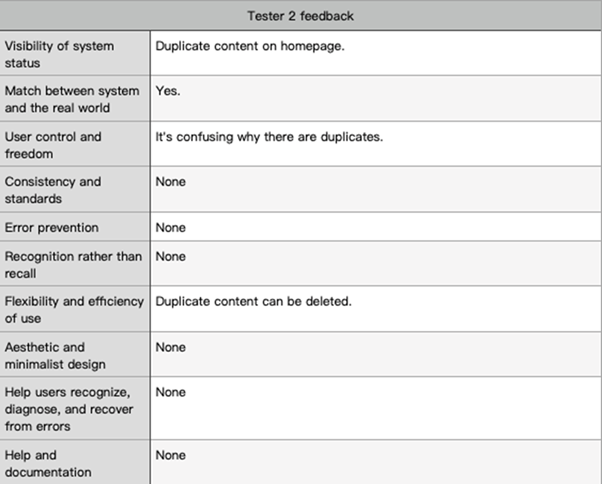 Tester 2 feedback
Visibility of system
status
Duplicate content on homepage.
Match between system
and the real world
Yes.
User control and
freedom
It's confusing why there are duplicates.
Consistency and
standards
None
Error prevention
None
Recognition rather than
recall
None
Flexibility and efficiency
of use
Duplicate content can be deleted.
Aesthetic and
minimalist design
None
Help users recognize,
diagnose, and recover
from errors
None
Help and
documentation
None